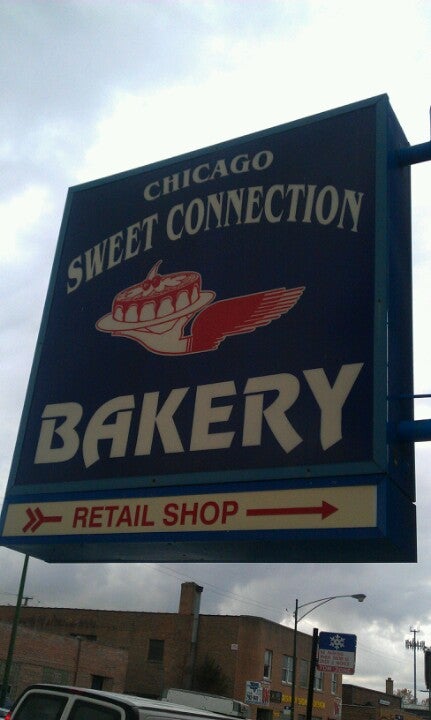 CHICAGO
SWEET CONNECTION
BAKERY
RETAIL SHOP